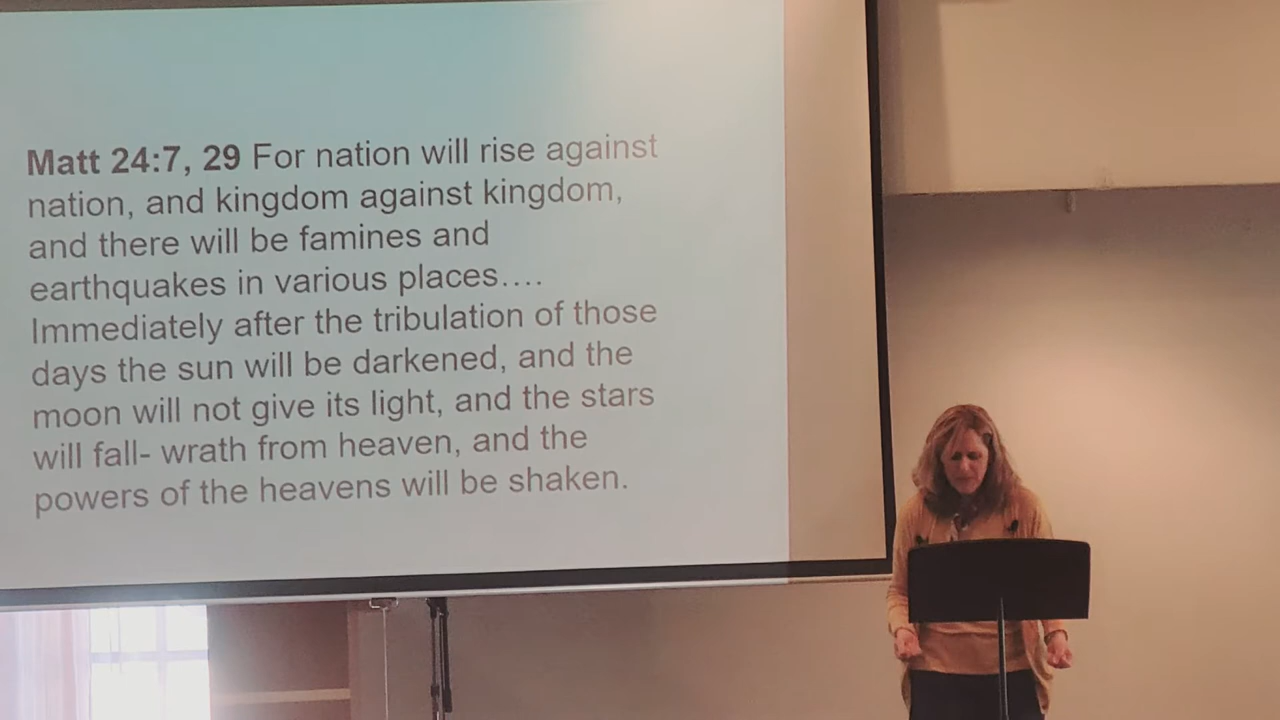 Matt 24:7, 29 For nation will rise against
nation, and kingdom against kingdom,
and there will be famines and
earthquakes in various places....
Immediately after the tribulation of those
days the sun will be darkened, and the
moon will not give its light, and the stars
will fall- wrath from heaven, and the
powers of the heavens will be shaken.